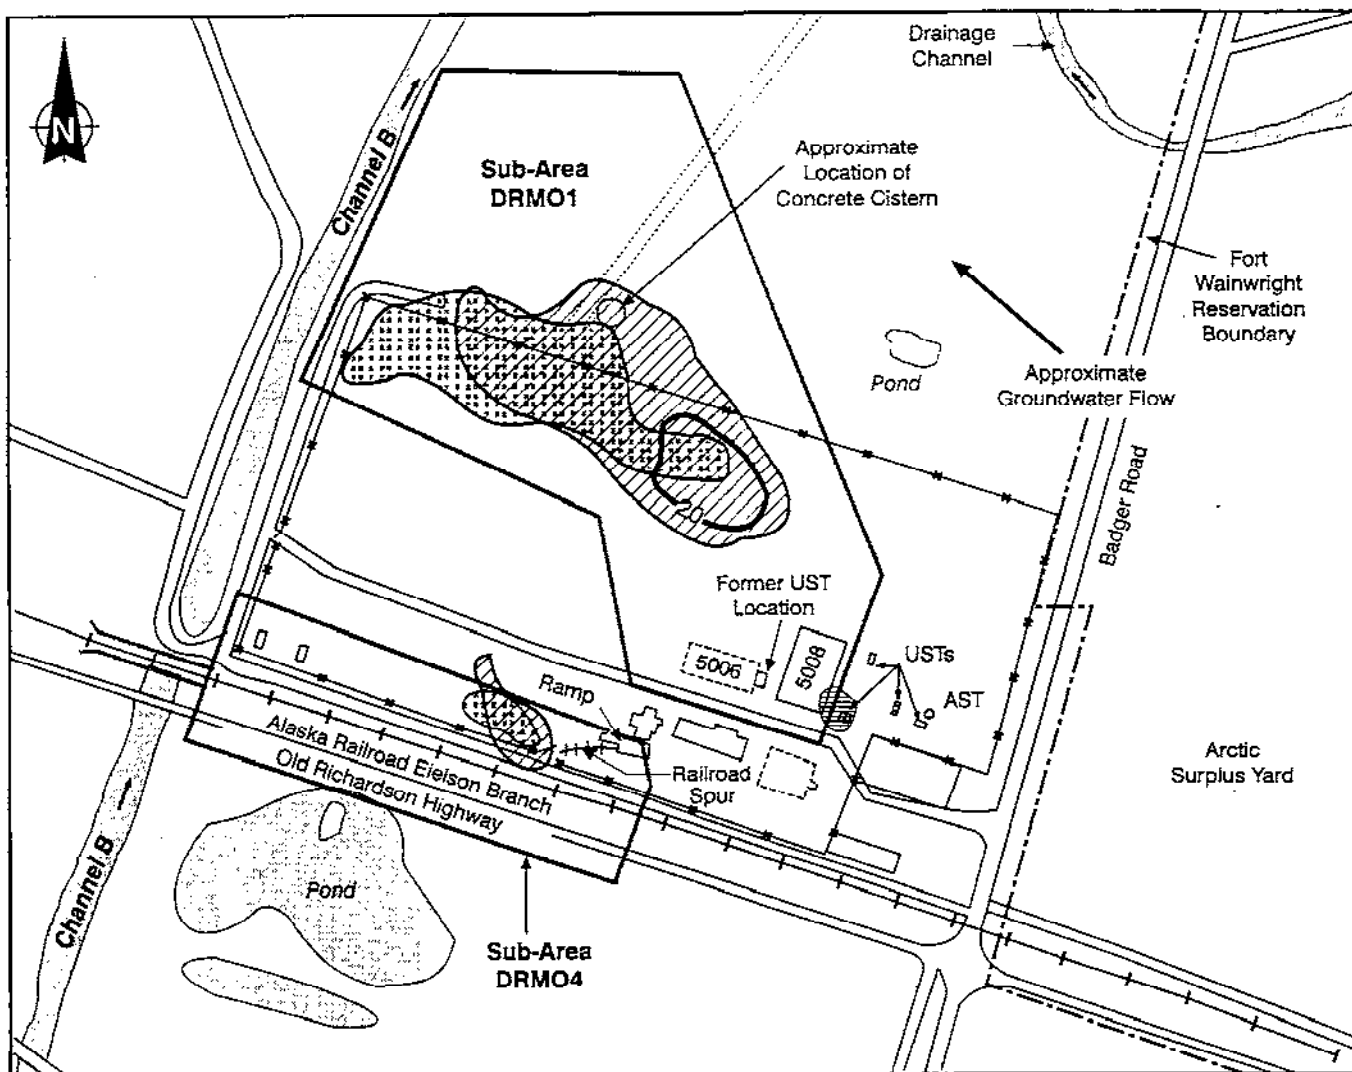 Drainage
Channel
N
Channel B
Sub-Area
DRMO1
Approximate
Location of
Concrete Cistern
Fort
Wainwright
Reservation
Boundary
Pond
Approximate
Groundwater Flow
Badger Road
20
Former UST
Location
5006
5008
USTs
AST
Ramp
Railroad
Spur
Alaska Railroad Eielson Branch
Old Richardson Highway
Arctic
Surplus Yard
Channel B
Pond
Sub-Area
DRMO4